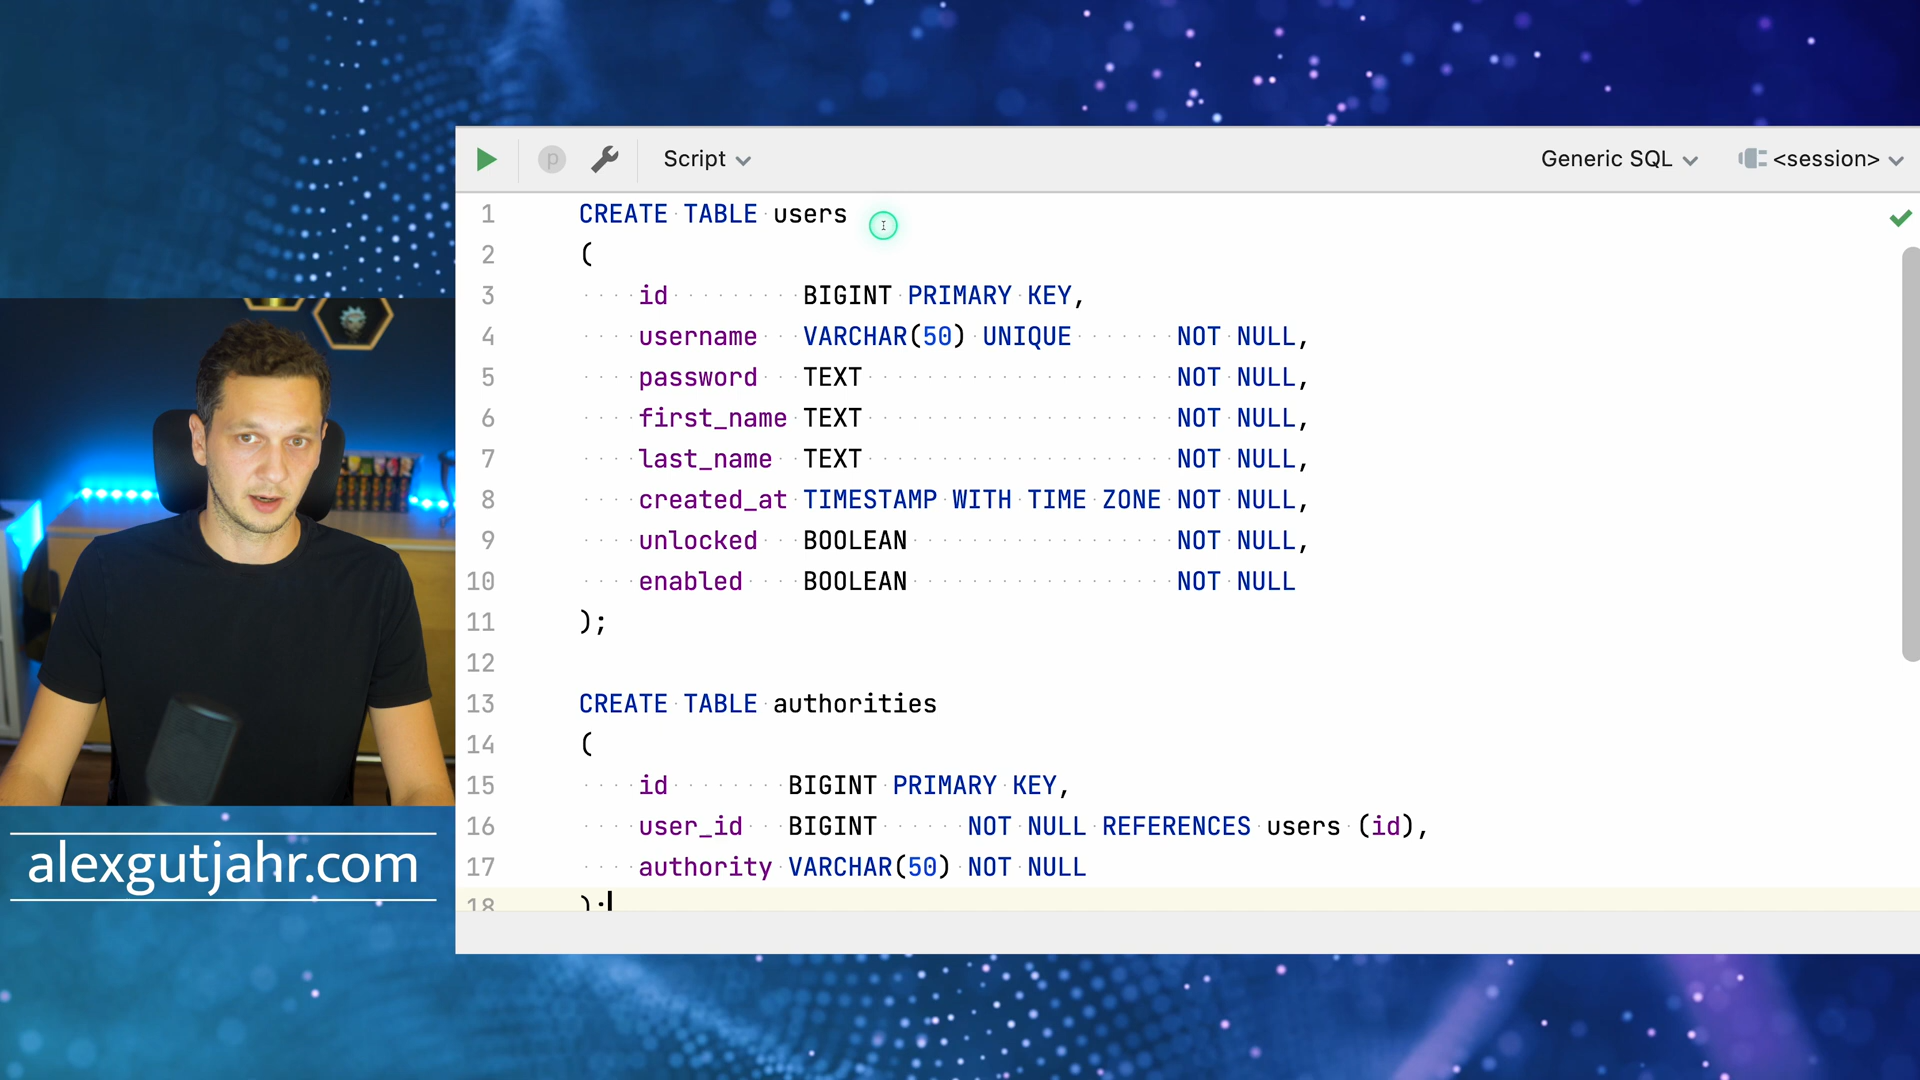 Script
Generic SQL
<session>
1 CREATE TABLE users
2 (
3 id BIGINT PRIMARY KEY,
4 username VARCHAR(50) UNIQUE NOT NULL,
5 password TEXT NOT NULL,
6 first_name TEXT NOT NULL,
7 last_name TEXT NOT NULL,
8 created_at TIMESTAMP WITH TIME ZONE NOT NULL,
9 unlocked BOOLEAN NOT NULL,
10 enabled BOOLEAN NOT NULL
11 );
12
13 CREATE TABLE authorities
14 (
15 id BIGINT PRIMARY KEY,
16 user_id BIGINT NOT NULL REFERENCES users (id),
17 authority VARCHAR(50) NOT NULL
18 );
alexgutjahr.com